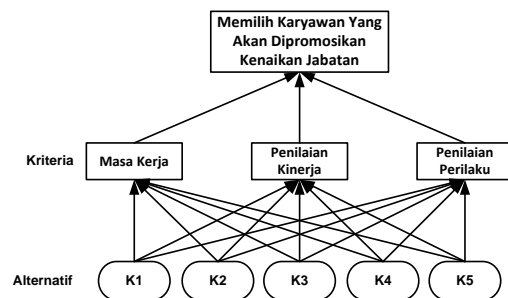 Memilih Karyawan Yang
Akan Dipromosikan
Kenaikan Jabatan
Kriteria
Masa Kerja
Penilaian
Kinerja
Penilaian
Perilaku
Alternatif
K1
K2
K3
K4
K5